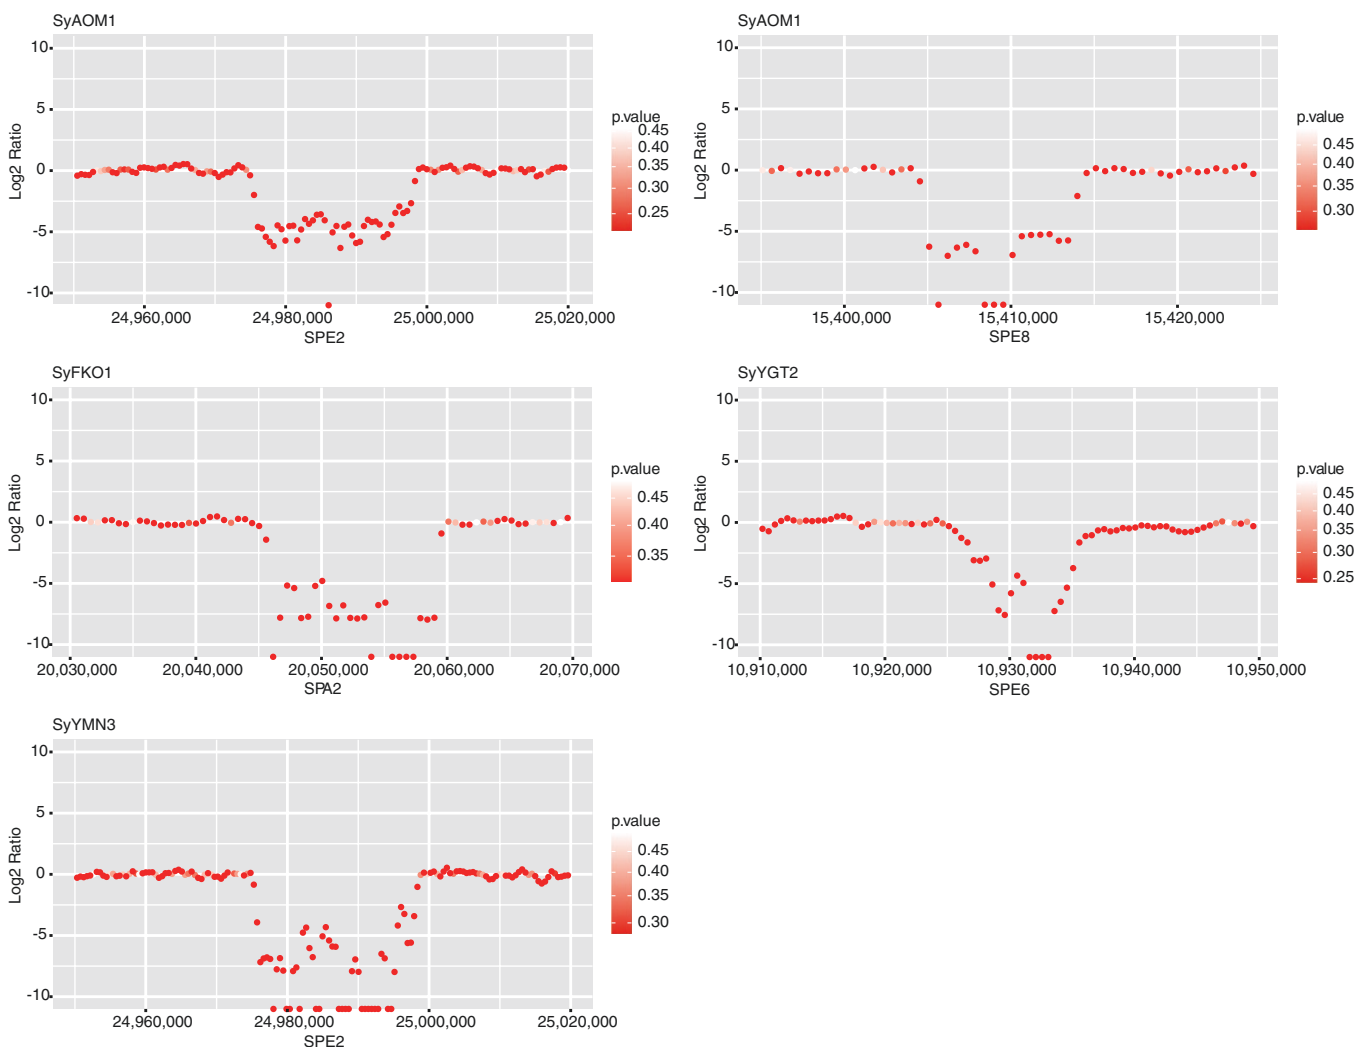 SyAOM1
10
5
0
-5
-10
Log2 Ratio
24,960,000 24,980,000 25,000,000 25,020,000
SPE2
p.value
0.45
0.40
0.35
0.30
0.25
SyAOM1
10
5
0
-5
-10
Log2 Ratio
15,400,000 15,410,000 15,420,000
SPE8
p.value
0.45
0.40
0.35
0.30
SyFKO1
10
5
0
-5
-10
Log2 Ratio
20,030,000 20,040,000 20,050,000 20,060,000 20,070,000
SPA2
p.value
0.45
0.40
0.35
SyYGT2
10
5
0
-5
-10
Log2 Ratio
10,910,000 10,920,000 10,930,000 10,940,000 10,950,000
SPE6
p.value
0.45
0.40
0.35
0.30
0.25
SyYMN3
10
5
0
-5
-10
Log2 Ratio
24,960,000 24,980,000 25,000,000 25,020,000
SPE2
p.value
0.45
0.40
0.35
0.30